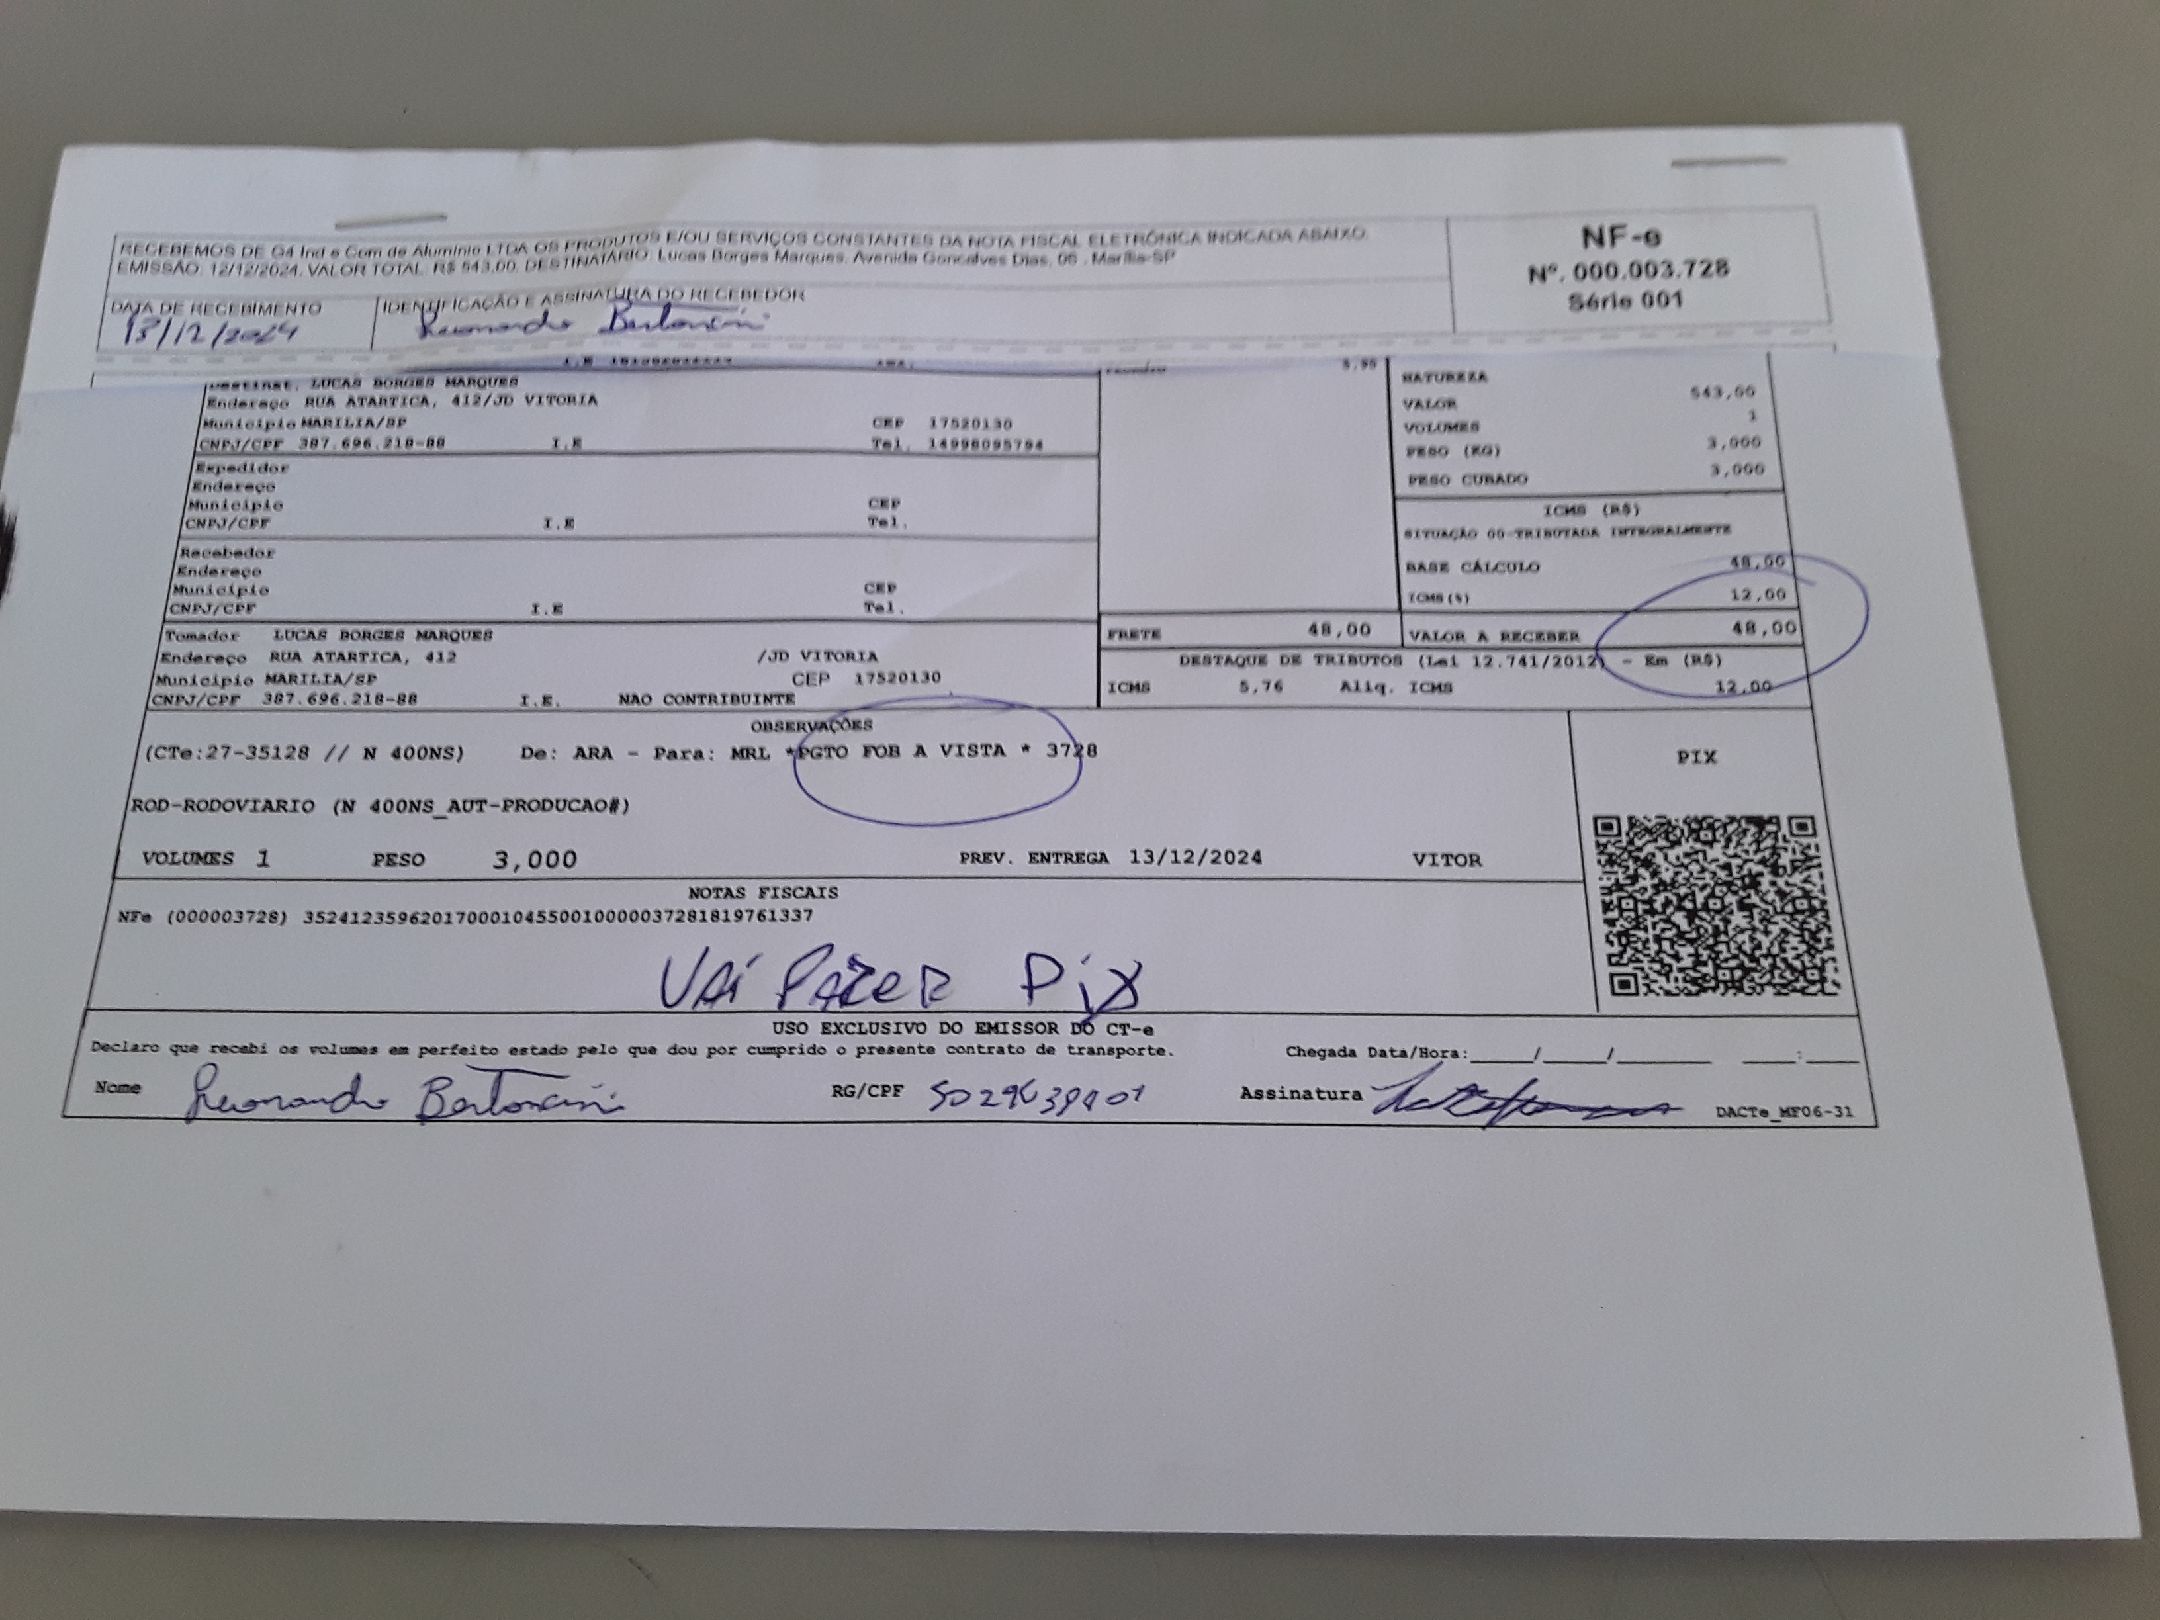 RECEBEMOS DE G4 Ind e Com de Aluminio LTDA OS PRODUTOS E/OU SERVIÇOS CONSTANTES DA NOTA FISCAL ELETRÔNICA INDICADA ABAIXO.
EMISSÃO: 12/12/2024. VALOR TOTAL: R$ 543,00. DESTINATÁRIO: Lucas Borges Marques. Avenida Goncalves Dias, 06 , Marilia-SP
NF-e
Nº. 000.003.728
Série 001
DATA DE RECEBIMENTO
13/12/2024
IDENTIFICAÇÃO E ASSINATURA DO RECEBEDOR
Bertoncini
I.E
5,95
Destinat. LUCAS BORGES MARQUES
Endereço RUA ATARTICA, 412/JD VITORIA
Municipio MARILIA/SP CEP 17520130
CNPJ/CPF 387.696.218-88 I.E Tel. 14998095794
Expedidor
Endereço
Municipio CEP
CNPJ/CPF I.E Tel.
Recebedor
Endereço
Municipio CEP
CNPJ/CPF I.E Tel.
Tomador LUCAS BORGES MARQUES
Endereço RUA ATARTICA, 412 /JD VITORIA
Municipio MARILIA/SP CEP 17520130
CNPJ/CPF 387.696.218-88 I.E. NAO CONTRIBUINTE
NATUREZA
VALOR 543,00
VOLUMES 1
PESO (KG) 3,000
PESO CUBADO 3,000
ICMS (R$)
SITUAÇÃO 00-TRIBUTADA INTEGRALMENTE
BASE CÁLCULO 48,00
ICMS(%) 12,00
FRETE 48,00 VALOR A RECEBER 48,00
DESTAQUE DE TRIBUTOS (Lei 12.741/2012) - Em (R$)
ICMS 5,76 Aliq. ICMS 12,00
OBSERVAÇÕES
(CTe:27-35128 // N 400NS) De: ARA - Para: MRL *PGTO FOB A VISTA * 3728
ROD-RODOVIARIO (N 400NS_AUT-PRODUCAO#)
VOLUMES 1 PESO 3,000 PREV. ENTREGA 13/12/2024 VITOR
PIX
NOTAS FISCAIS
NFe (000003728) 35241235962017000104550010000037281819761337
VAi FAZER Pix
USO EXCLUSIVO DO EMISSOR DO CT-e
Declaro que recebi os volumes em perfeito estado pelo que dou por cumprido o presente contrato de transporte. Chegada Data/Hora:____/____/______ ____:____
Nome Bertoncini RG/CPF Assinatura
DACTe_MF06-31